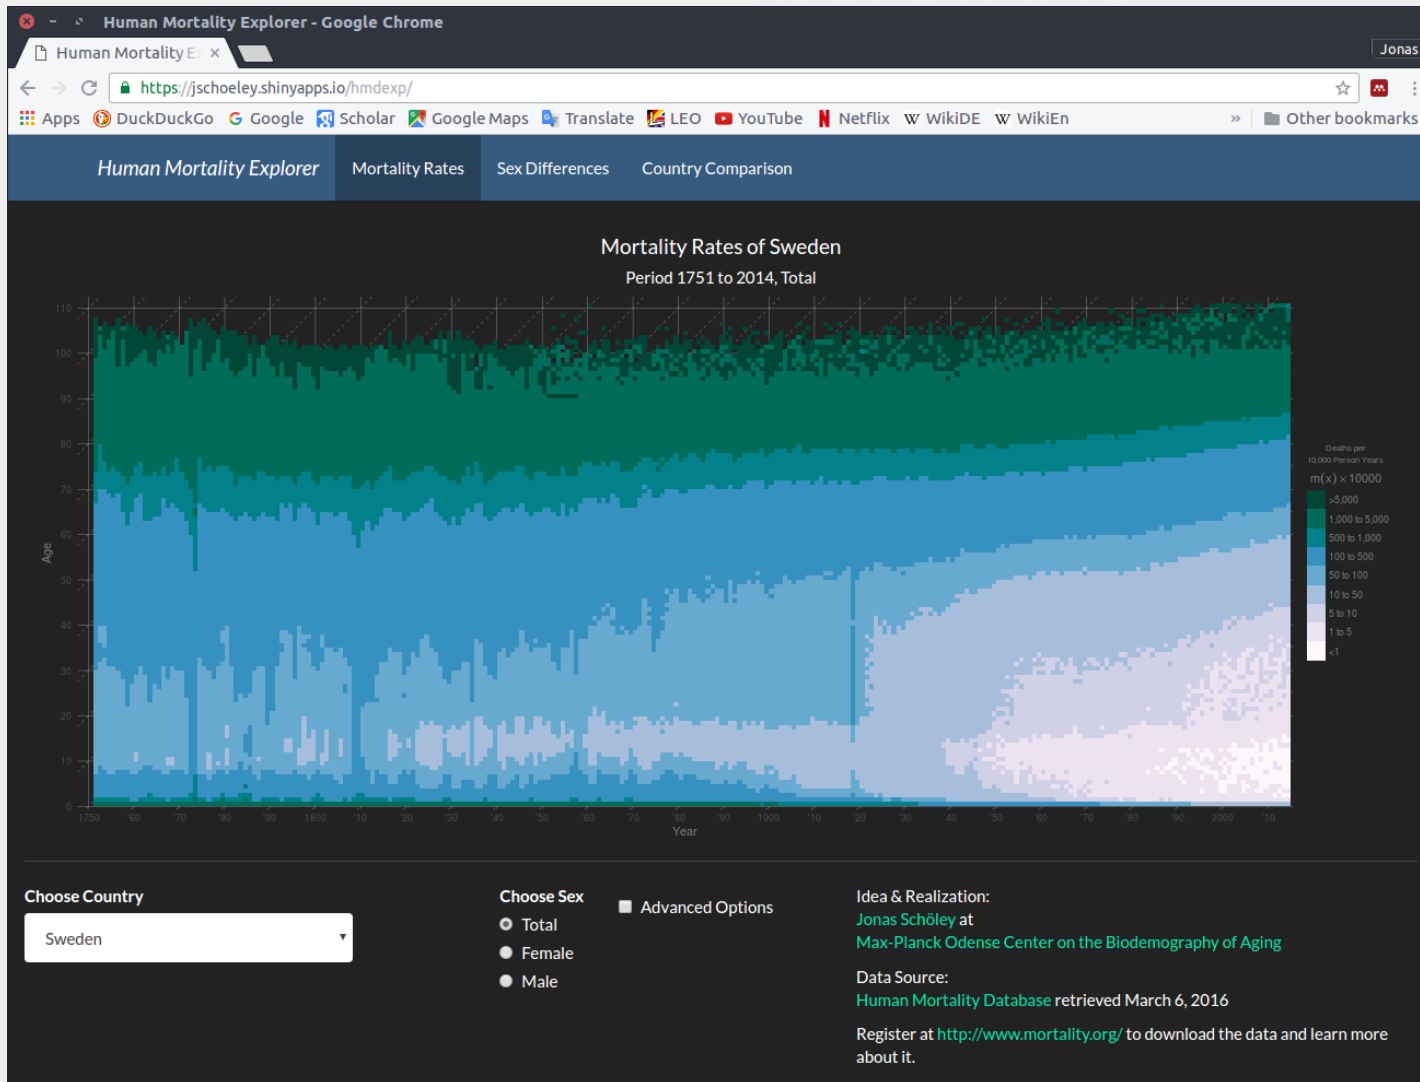 Human Mortality Explorer - Google Chrome
Human Mortality E
Jonas
https://jschoeley.shinyapps.io/hmdexp/
Apps DuckDuckGo Google Scholar Google Maps Translate LEO YouTube Netflix WikiDE WikiEn » Other bookmarks
Human Mortality Explorer Mortality Rates Sex Differences Country Comparison
Mortality Rates of Sweden
Period 1751 to 2014, Total
110
100
90
80
70
60
50
40
30
20
10
0
Age
1750 '60 '70 '80 '90 1800 '10 '20 '30 '40 '50 '60 '70 '80 '90 1900 '10 '20 '30 '40 '50 '60 '70 '80 '90 2000 '10
Year
Deaths per
10,000 Person Years
m(x) × 10000
>5,000
1,000 to 5,000
500 to 1,000
100 to 500
50 to 100
10 to 50
5 to 10
1 to 5
<1
Choose Country
Sweden
Choose Sex
Total
Female
Male
Advanced Options
Idea & Realization:
Jonas Schöley at
Max-Planck Odense Center on the Biodemography of Aging
Data Source:
Human Mortality Database retrieved March 6, 2016
Register at http://www.mortality.org/ to download the data and learn more
about it.